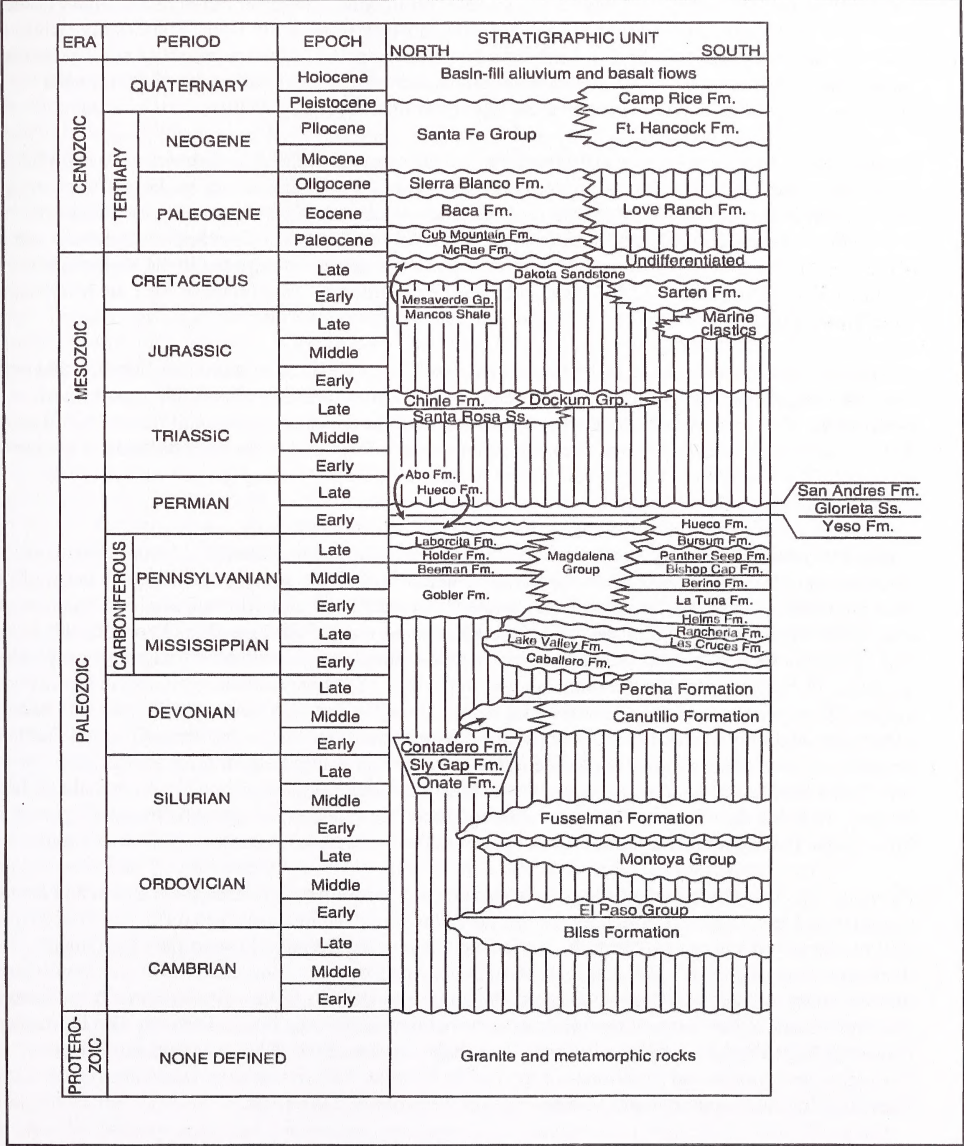 ERA
PERIOD
EPOCH
STRATIGRAPHIC UNIT
NORTH
SOUTH
CENOZOIC
QUATERNARY
Holocene
Basin-fill alluvium and basalt flows
Pleistocene
Camp Rice Fm.
TERTIARY
NEOGENE
Pliocene
Santa Fe Group
Ft. Hancock Fm.
Miocene
PALEOGENE
Oligocene
Sierra Blanco Fm.
Eocene
Baca Fm.
Love Ranch Fm.
Paleocene
Cub Mountain Fm.
McRae Fm.
Undifferentiated
MESOZOIC
CRETACEOUS
Late
Dakota Sandstone
Early
Mesaverde Gp.
Mancos Shale
Sarten Fm.
JURASSIC
Late
Marine
clastics
Middle
Early
TRIASSIC
Late
Chinle Fm.
Dockum Grp.
Santa Rosa Ss.
Middle
Early
PALEOZOIC
PERMIAN
Late
Abo Fm.
Hueco Fm.
San Andres Fm.
Glorieta Ss.
Yeso Fm.
Early
Hueco Fm.
CARBONIFEROUS
PENNSYLVANIAN
Late
Laborcita Fm.
Holder Fm.
Magdalena
Group
Bursum Fm.
Panther Seep Fm.
Middle
Beeman Fm.
Bishop Cap Fm.
Berino Fm.
Gobler Fm.
Early
La Tuna Fm.
MISSISSIPPIAN
Helms Fm.
Late
Rancheria Fm.
Lake Valley Fm.
Las Cruces Fm.
Early
Caballero Fm.
DEVONIAN
Late
Percha Formation
Middle
Canutillo Formation
Early
Contadero Fm.
Sly Gap Fm.
Onate Fm.
SILURIAN
Late
Middle
Early
Fusselman Formation
ORDOVICIAN
Late
Montoya Group
Middle
Early
El Paso Group
Bliss Formation
CAMBRIAN
Late
Middle
Early
PROTERO-
ZOIC
NONE DEFINED
Granite and metamorphic rocks